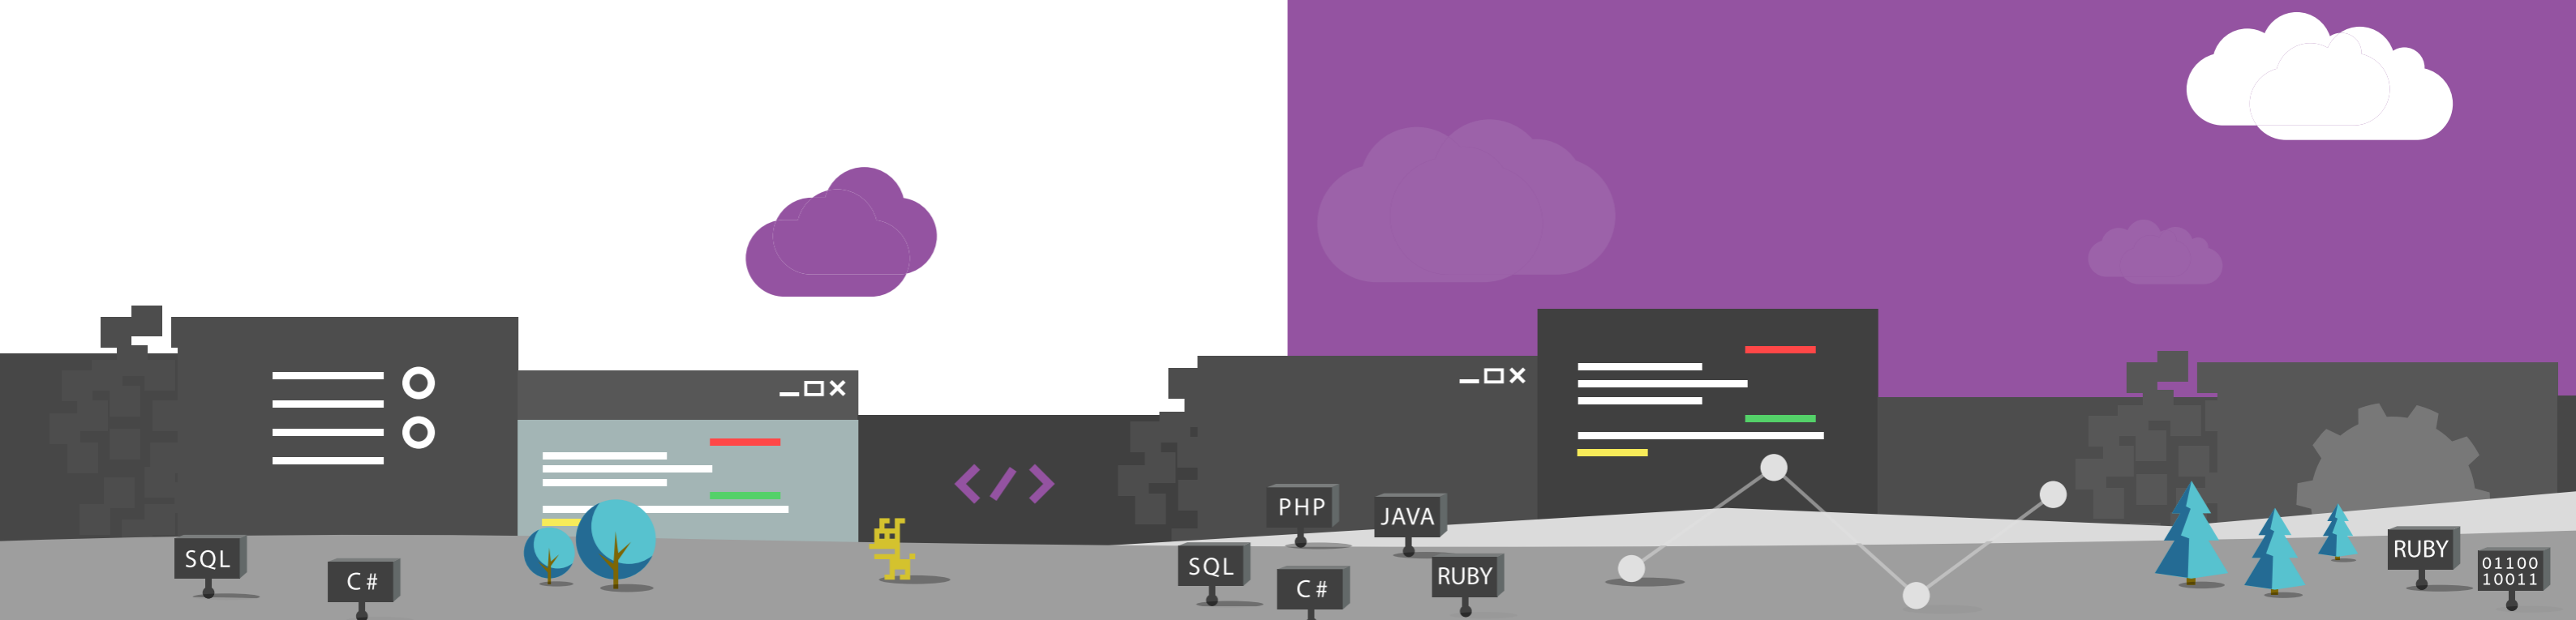 SQL
C#
</>
PHP
JAVA
SQL
C#
RUBY
RUBY
01100
10011